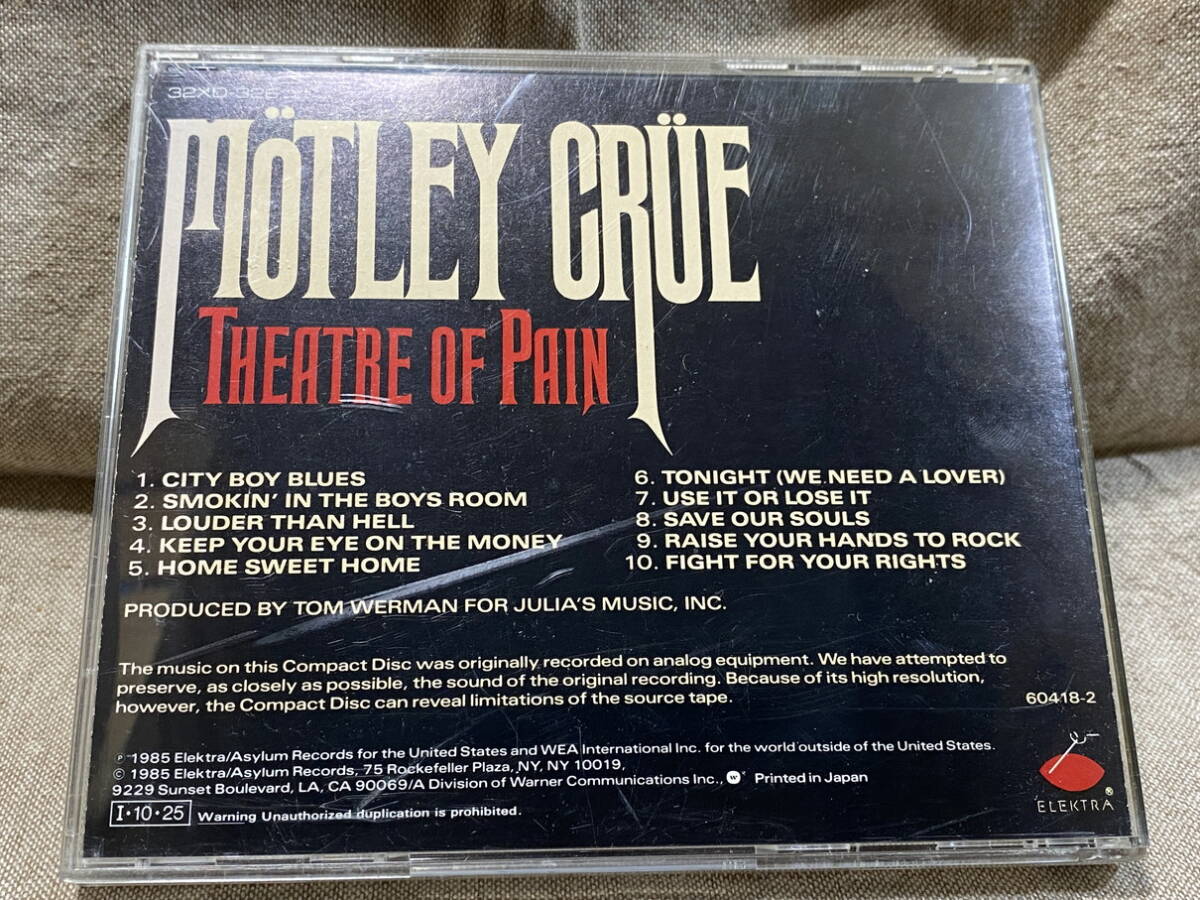 32XD-326
MÖTLEY CRÜE
THEATRE OF PAIN
1. CITY BOY BLUES
2. SMOKIN' IN THE BOYS ROOM
3. LOUDER THAN HELL
4. KEEP YOUR EYE ON THE MONEY
5. HOME SWEET HOME
6. TONIGHT (WE NEED A LOVER)
7. USE IT OR LOSE IT
8. SAVE OUR SOULS
9. RAISE YOUR HANDS TO ROCK
10. FIGHT FOR YOUR RIGHTS
PRODUCED BY TOM WERMAN FOR JULIA'S MUSIC, INC.
The music on this Compact Disc was originally recorded on analog equipment. We have attempted to
preserve, as closely as possible, the sound of the original recording. Because of its high resolution,
however, the Compact Disc can reveal limitations of the source tape.
60418-2
℗ 1985 Elektra/Asylum Records for the United States and WEA International Inc. for the world outside of the United States.
© 1985 Elektra/Asylum Records, 75 Rockefeller Plaza, NY, NY 10019,
9229 Sunset Boulevard, LA, CA 90069/A Division of Warner Communications Inc., Printed in Japan
I·10·25 Warning Unauthorized duplication is prohibited.
ELEKTRA ®